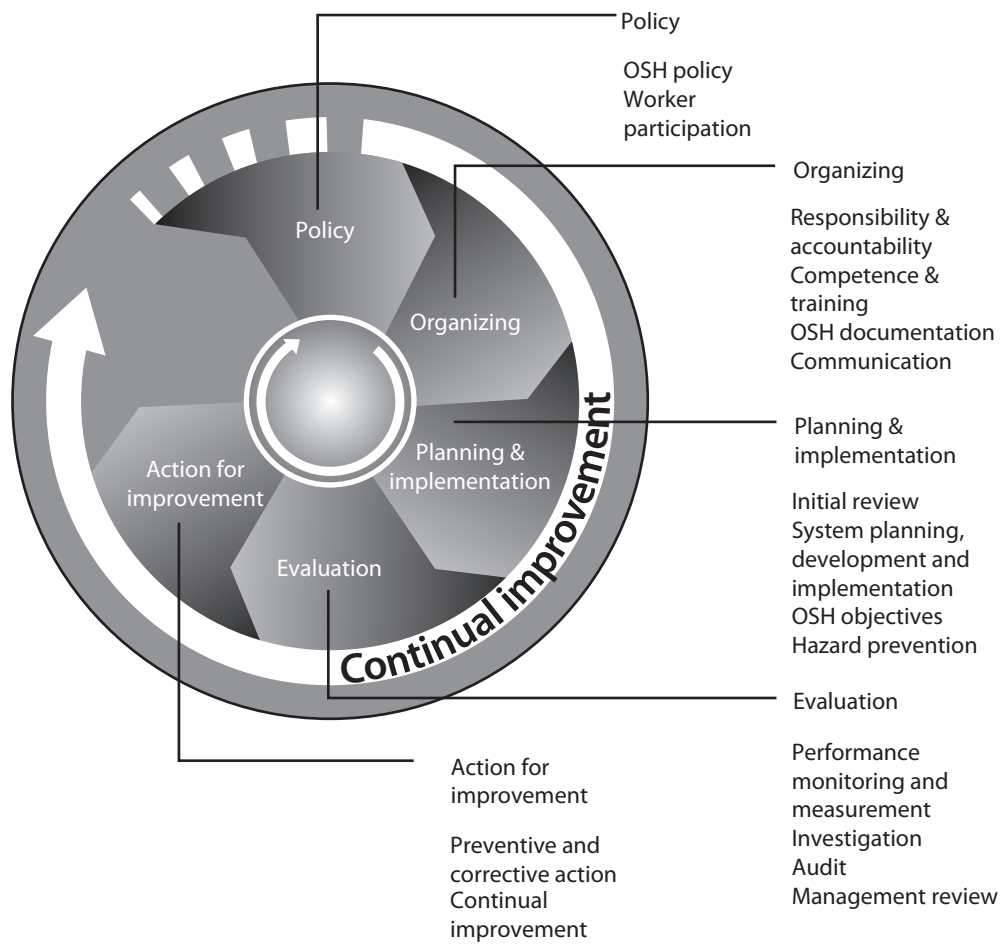 Policy
OSH policy
Worker
participation
Organizing
Responsibility &
accountability
Competence &
training
OSH documentation
Communication
Planning &
implementation
Initial review
System planning,
development and
implementation
OSH objectives
Hazard prevention
Evaluation
Performance
monitoring and
measurement
Investigation
Audit
Management review
Action for
improvement
Preventive and
corrective action
Continual
improvement
Policy
Organizing
Planning &
implementation
Evaluation
Action for
improvement
Continual improvement